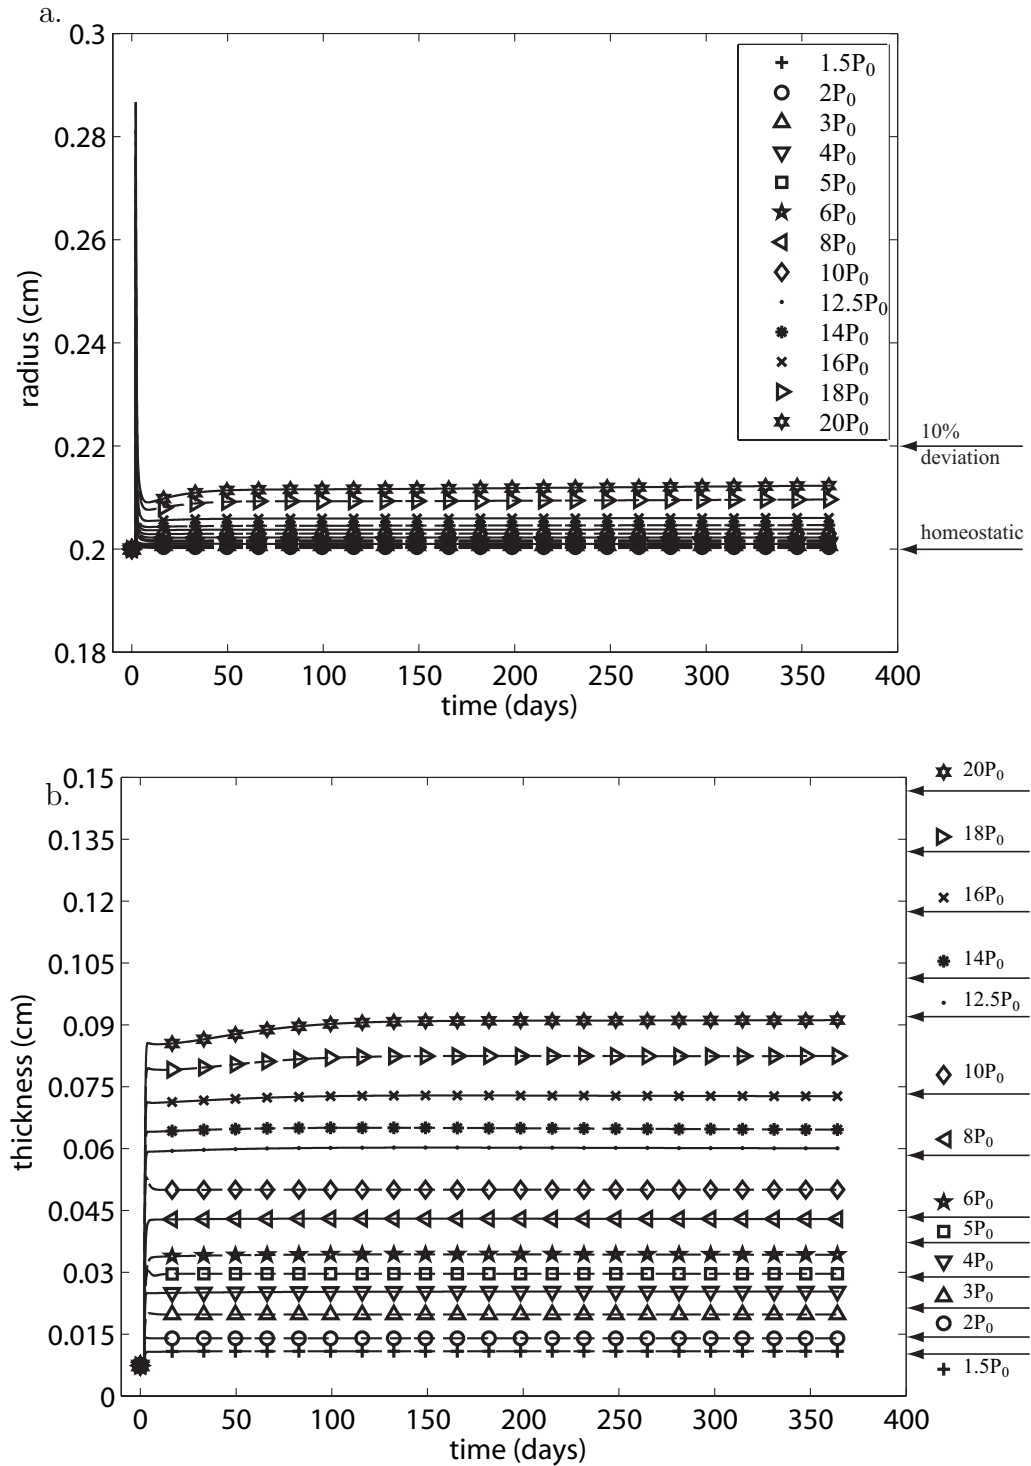 a.
0.3
0.28
0.26
0.24
0.22
0.2
0.18
radius (cm)
1.5P0
2P0
3P0
4P0
5P0
6P0
8P0
10P0
12.5P0
14P0
16P0
18P0
20P0
10%
deviation
homeostatic
0 50 100 150 200 250 300 350 400
time (days)
b.
0.15
0.135
0.12
0.105
0.09
0.075
0.06
0.045
0.03
0.015
0
thickness (cm)
20P0
18P0
16P0
14P0
12.5P0
10P0
8P0
6P0
5P0
4P0
3P0
2P0
1.5P0
0 50 100 150 200 250 300 350 400
time (days)